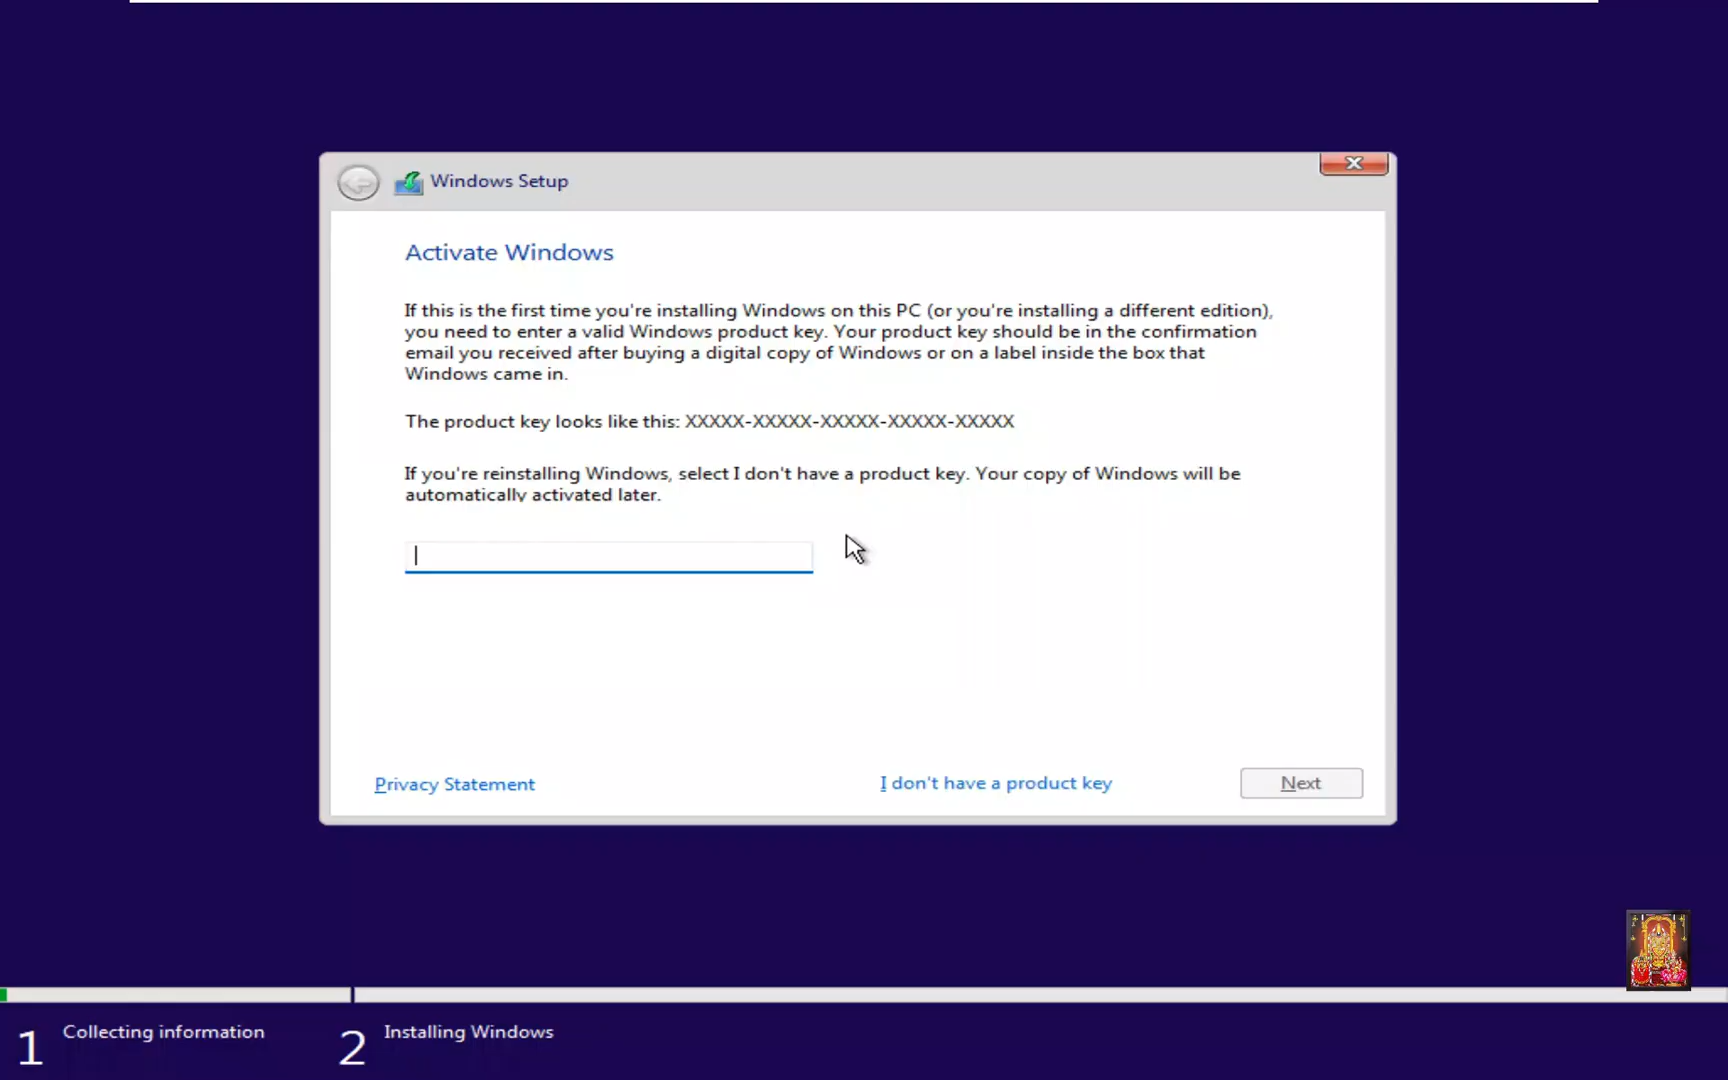 Windows Setup
Activate Windows
If this is the first time you're installing Windows on this PC (or you're installing a different edition),
you need to enter a valid Windows product key. Your product key should be in the confirmation
email you received after buying a digital copy of Windows or on a label inside the box that
Windows came in.
The product key looks like this: XXXXX-XXXXX-XXXXX-XXXXX-XXXXX
If you're reinstalling Windows, select I don't have a product key. Your copy of Windows will be
automatically activated later.
Privacy Statement
I don't have a product key
Next
1 Collecting information
2 Installing Windows